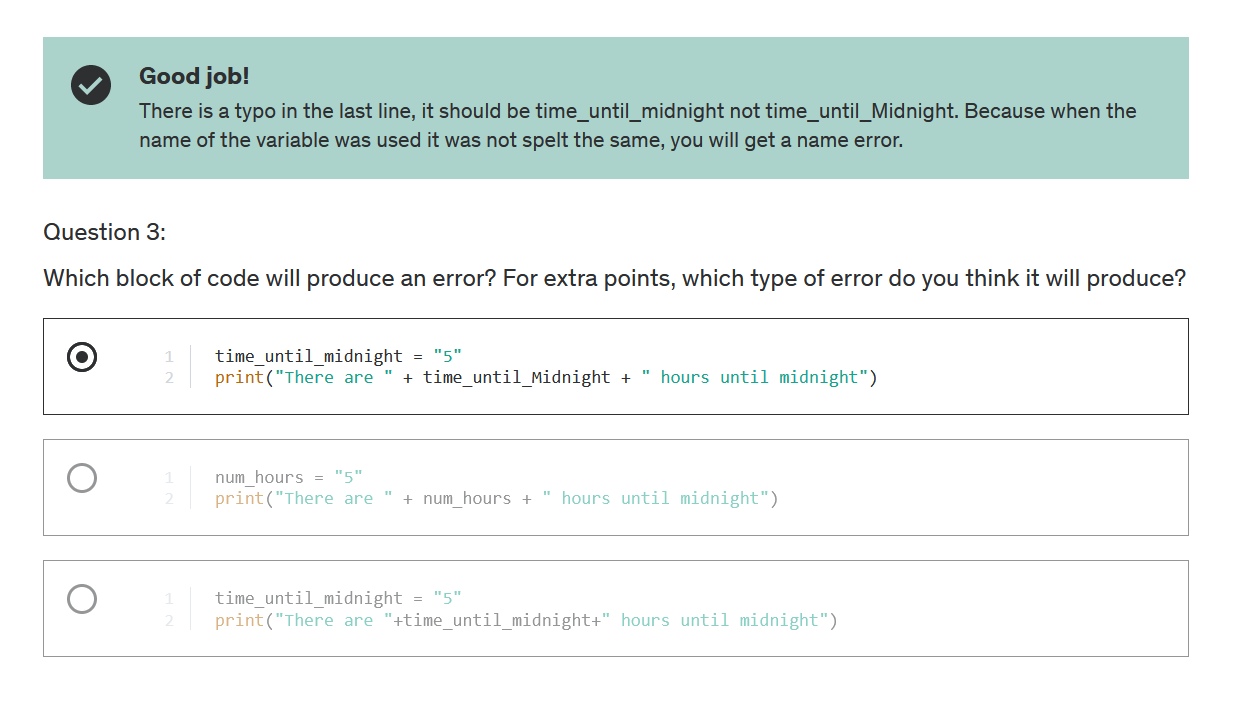 Good job!
There is a typo in the last line, it should be time_until_midnight not time_until_Midnight. Because when the
name of the variable was used it was not spelt the same, you will get a name error.
Question 3:
Which block of code will produce an error? For extra points, which type of error do you think it will produce?
1 time_until_midnight = "5"
2 print("There are " + time_until_Midnight + " hours until midnight")
1 num_hours = "5"
2 print("There are " + num_hours + " hours until midnight")
1 time_until_midnight = "5"
2 print("There are "+time_until_midnight+" hours until midnight")